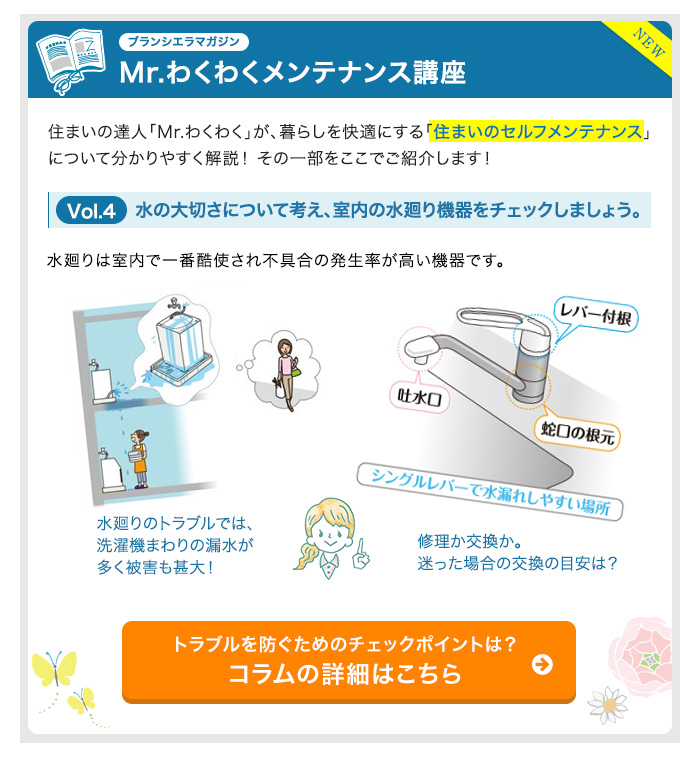 ブランシエラマガジン
NEW
Mr.わくわくメンテナンス講座
住まいの達人「Mr.わくわく」が、暮らしを快適にする「住まいのセルフメンテナンス」
について分かりやすく解説！ その一部をここでご紹介します！
Vol.4 水の大切さについて考え、室内の水廻り機器をチェックしましょう。
水廻りは室内で一番酷使され不具合の発生率が高い機器です。
レバー付根
吐水口
蛇口の根元
シングルレバーで水漏れしやすい場所
水廻りのトラブルでは、
洗濯機まわりの漏水が
多く被害も甚大！
修理か交換か。
迷った場合の交換の目安は？
トラブルを防ぐためのチェックポイントは？
コラムの詳細はこちら